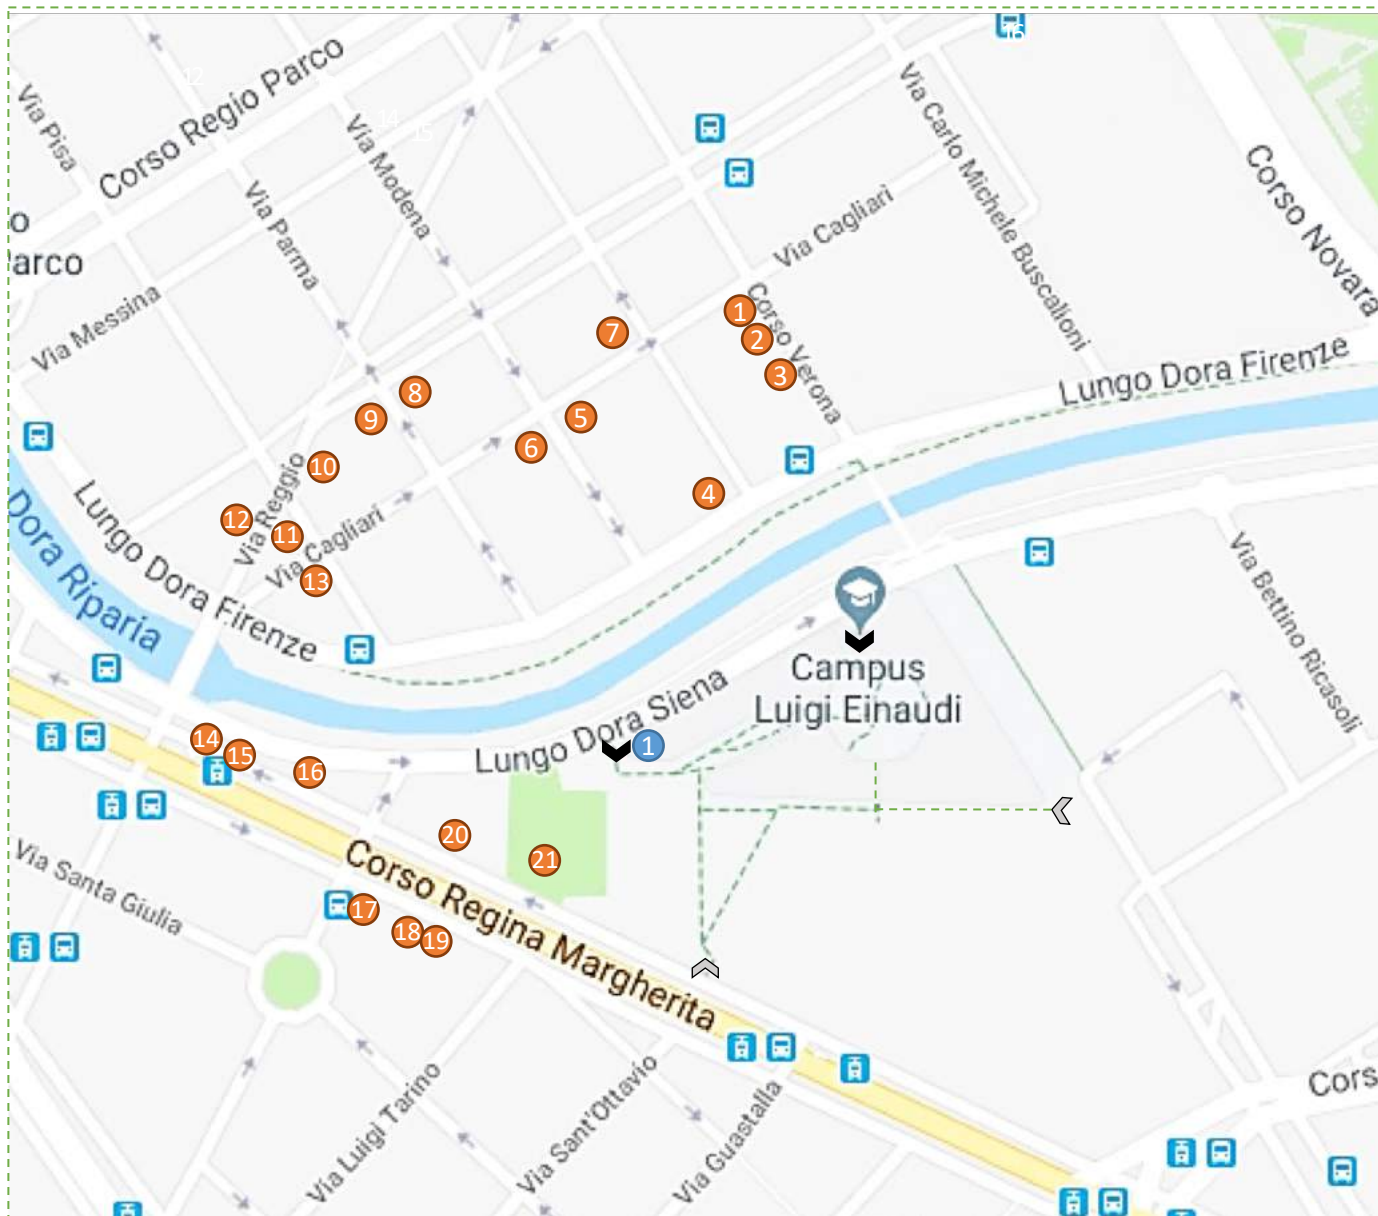 16
12
14
15
Via Pisa
Corso Regio Parco
Via Modena
Via Carlo Michele Buscalioni
Corso Novara
o
arco
Via Parma
Via Cagliari
Via Messina
1
Corso Verona
2
3
7
Lungo Dora Firenze
8
9
5
6
10
4
Via Reggio
12
11
Via Cagliari
13
Dora Riparia
Lungo Dora Firenze
Via Bettino Ricasoli
Campus
Luigi Einaudi
Lungo Dora Siena
1
14
15
16
20
21
Via Santa Giulia
Corso Regina Margherita
17
18
19
Via Luigi Tarino
Via Sant'Ottavio
Via Guastalla
Cors